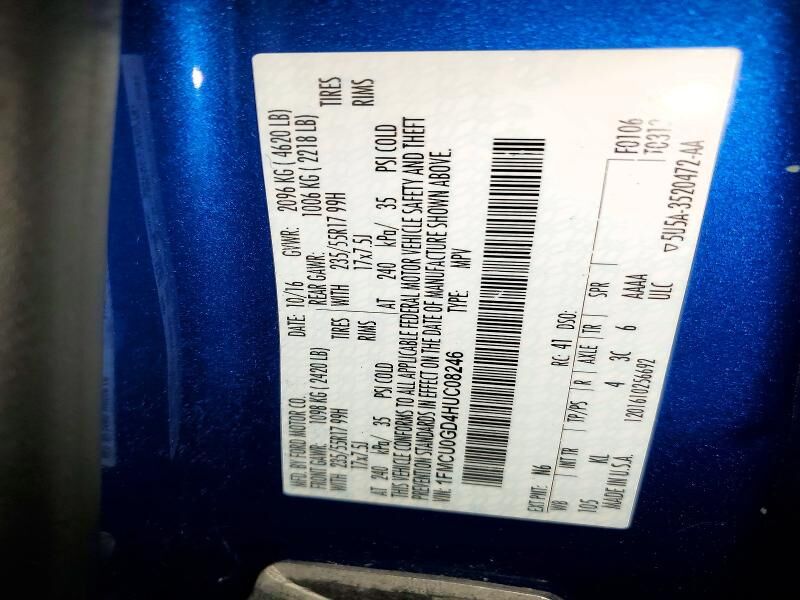 MFD. BY FORD MOTOR CO. DATE: 10/16 GVWR: 2096 KG ( 4620 LB)
FRONT GAWR: 1098 KG ( 2420 LB) REAR GAWR: 1006 KG ( 2218 LB)
WITH 235/55R17 99H TIRES WITH 235/55R17 99H TIRES
17x7.5J RIMS 17x7.5J RIMS
AT 240 kPa/ 35 PSI COLD AT 240 kPa/ 35 PSI COLD
THIS VEHICLE CONFORMS TO ALL APPLICABLE FEDERAL MOTOR VEHICLE SAFETY AND THEFT
PREVENTION STANDARDS IN EFFECT ON THE DATE OF MANUFACTURE SHOWN ABOVE.
VIN: 1FMCU0GD4HUC08246 TYPE: MPV
EXT PNT: N6 RC: 41 DSO: F0106
WB INT TR TP/PS R AXLE TR SPR TC312
105 KL 4 3C 6 AAAA
MADE IN U.S.A. 1201610256692 ULC
5U5A-3520472-AA